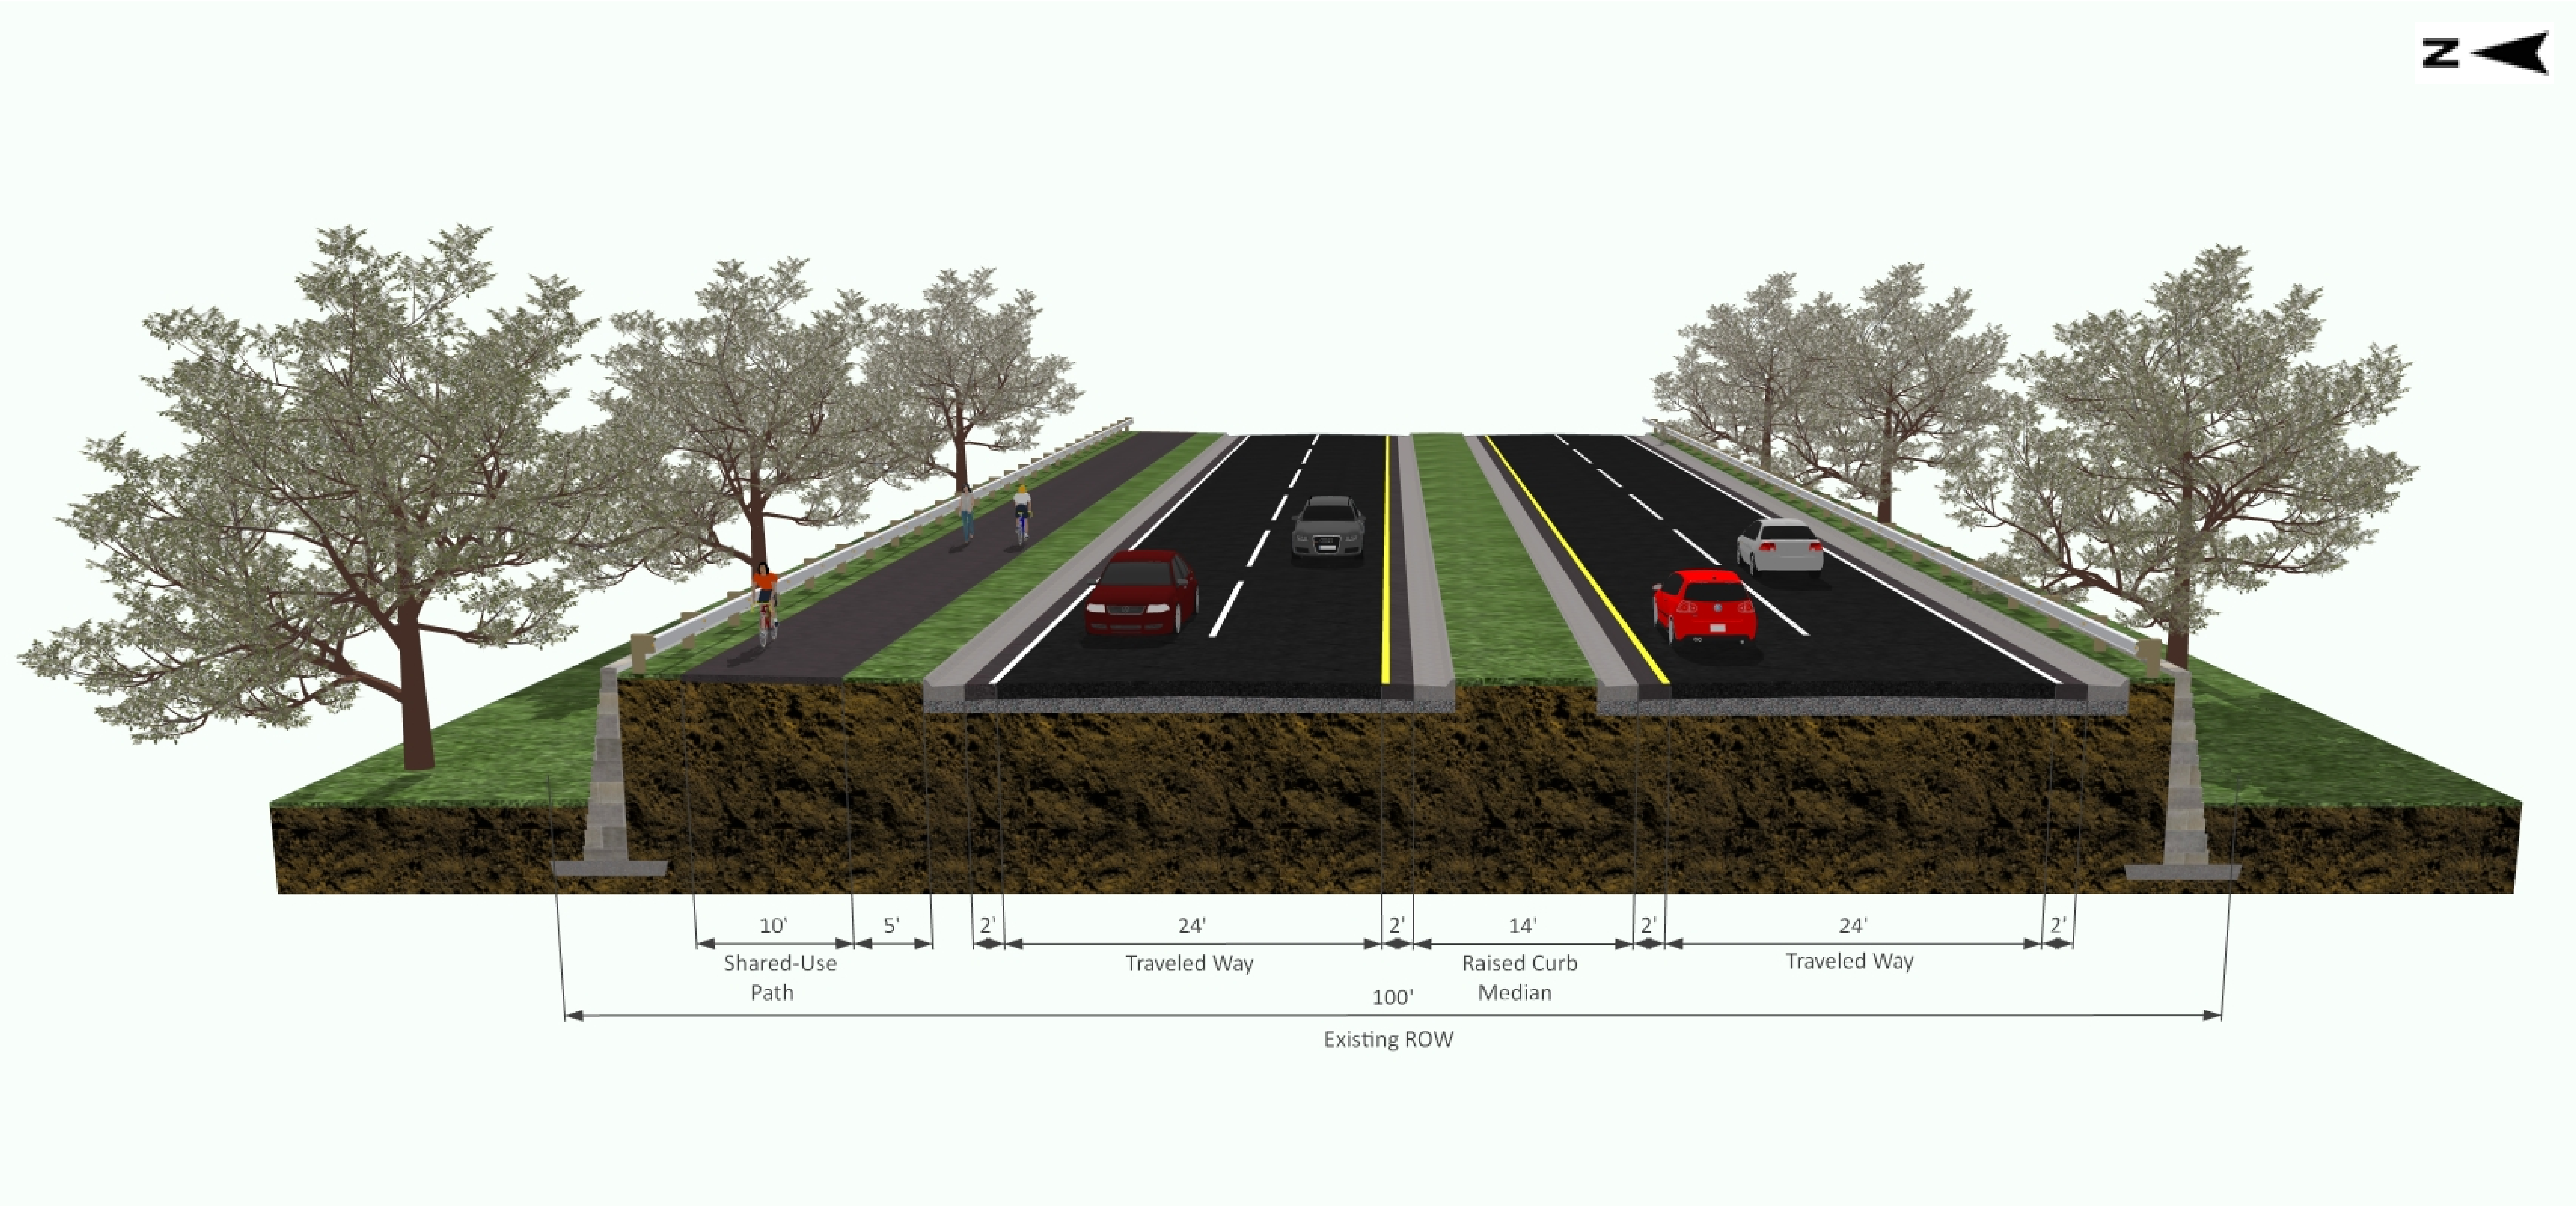 N
10'
5'
2'
24'
2'
14'
2'
24'
2'
Shared-Use
Path
Traveled Way
Raised Curb
Median
Traveled Way
100'
Existing ROW